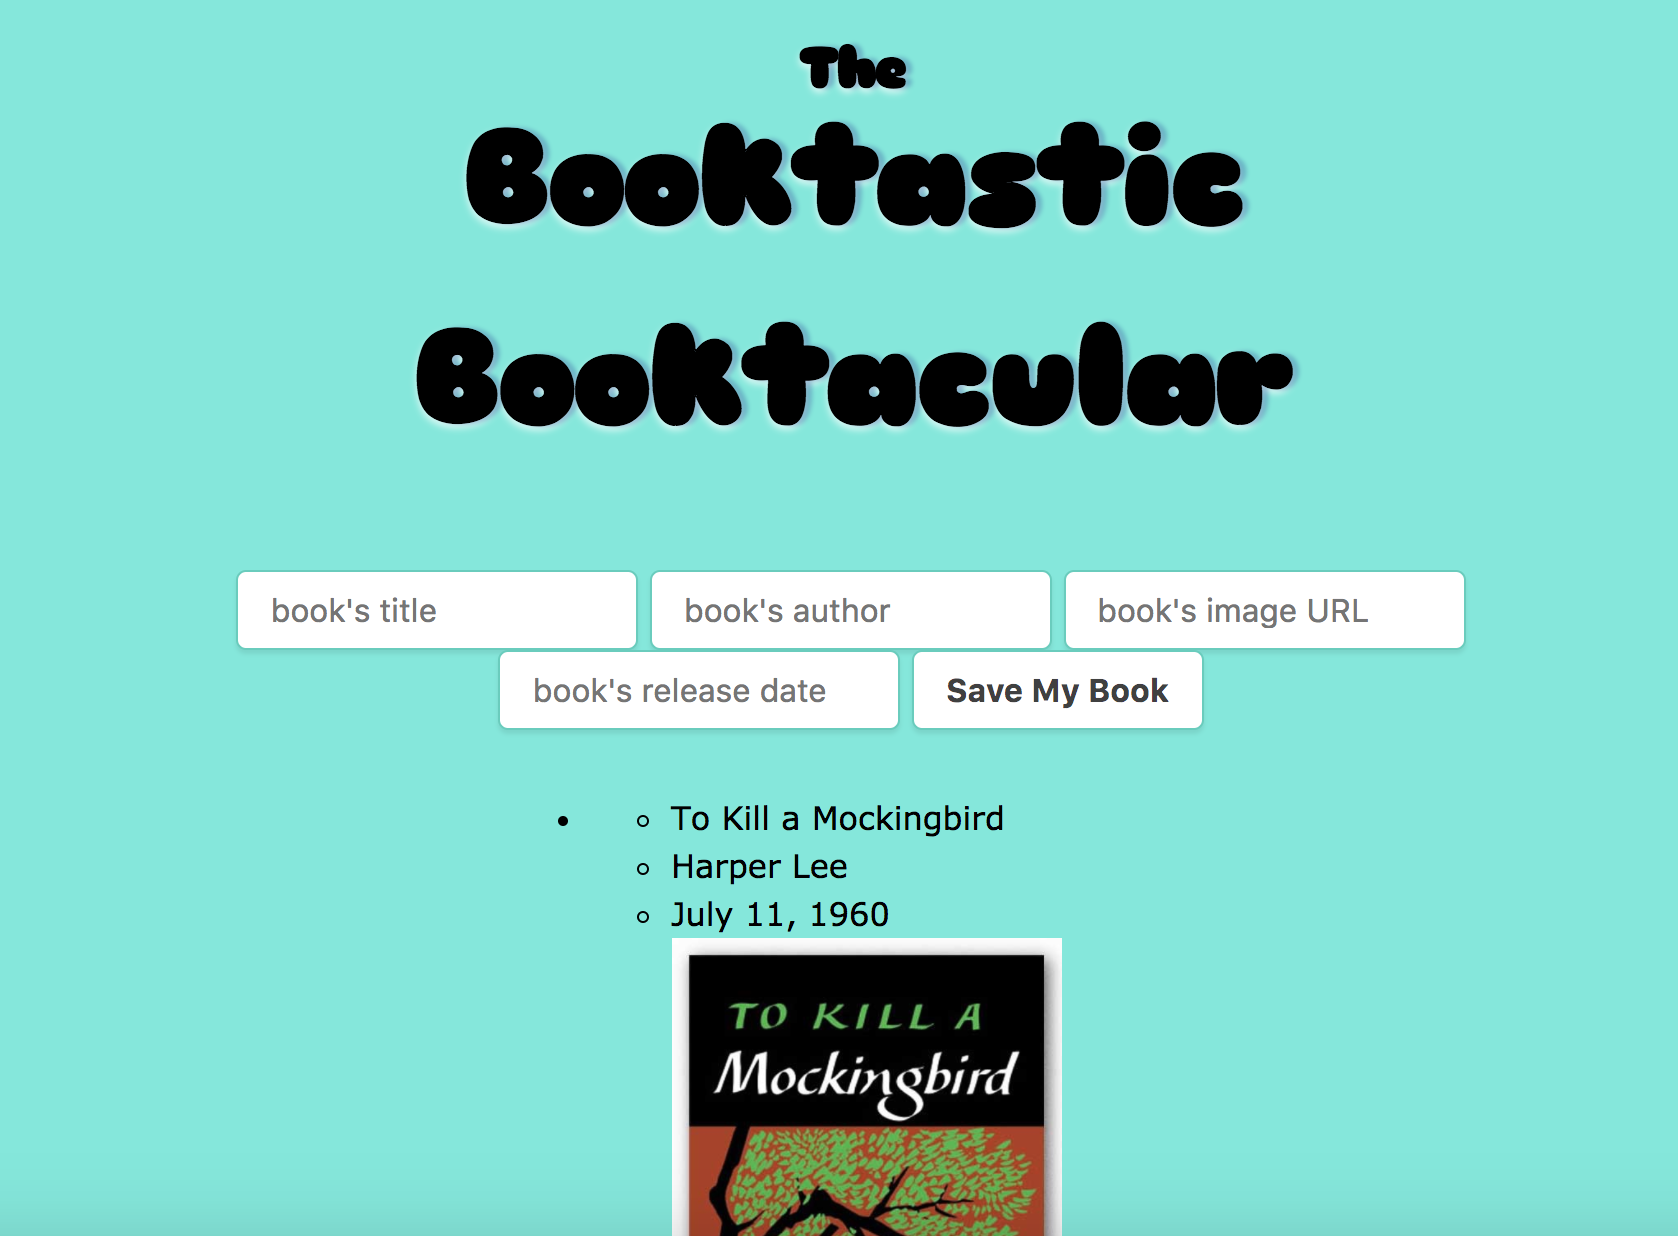 The
Booktastic
Booktacular
book's title book's author book's image URL
book's release date Save My Book
To Kill a Mockingbird
Harper Lee
July 11, 1960
TO KILL A
Mockingbird